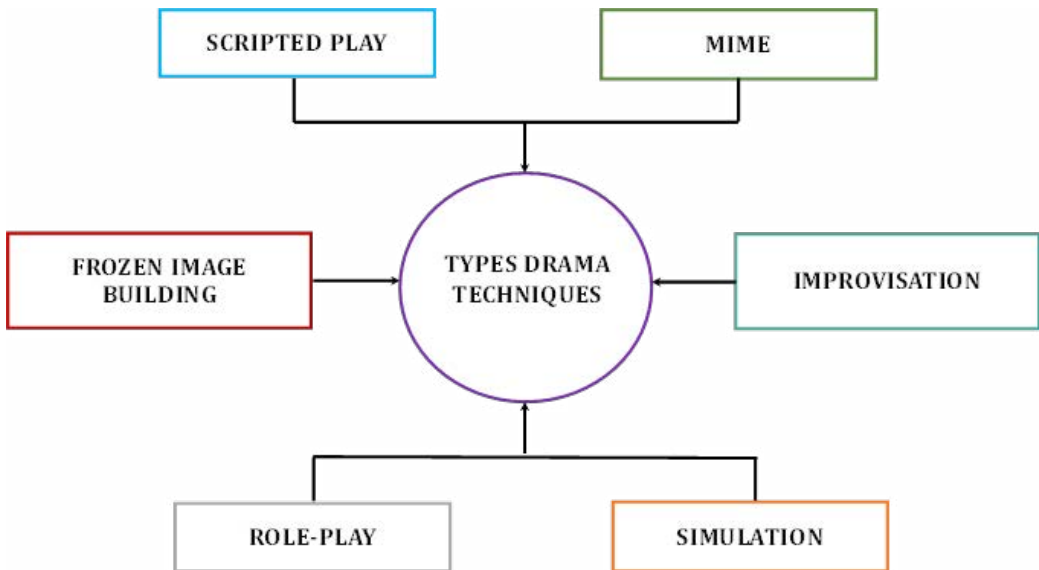 SCRIPTED PLAY
MIME
FROZEN IMAGE
BUILDING
TYPES DRAMA
TECHNIQUES
IMPROVISATION
ROLE-PLAY
SIMULATION